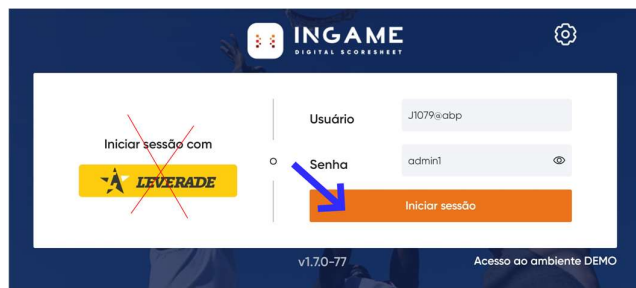 INGAME
DIGITAL SCORESHEET
Iniciar sessão com
LEVERADE
o
Usuário
J1079@abp
Senha
admin1
Iniciar sessão
v1.7.0-77
Acesso ao ambiente DEMO